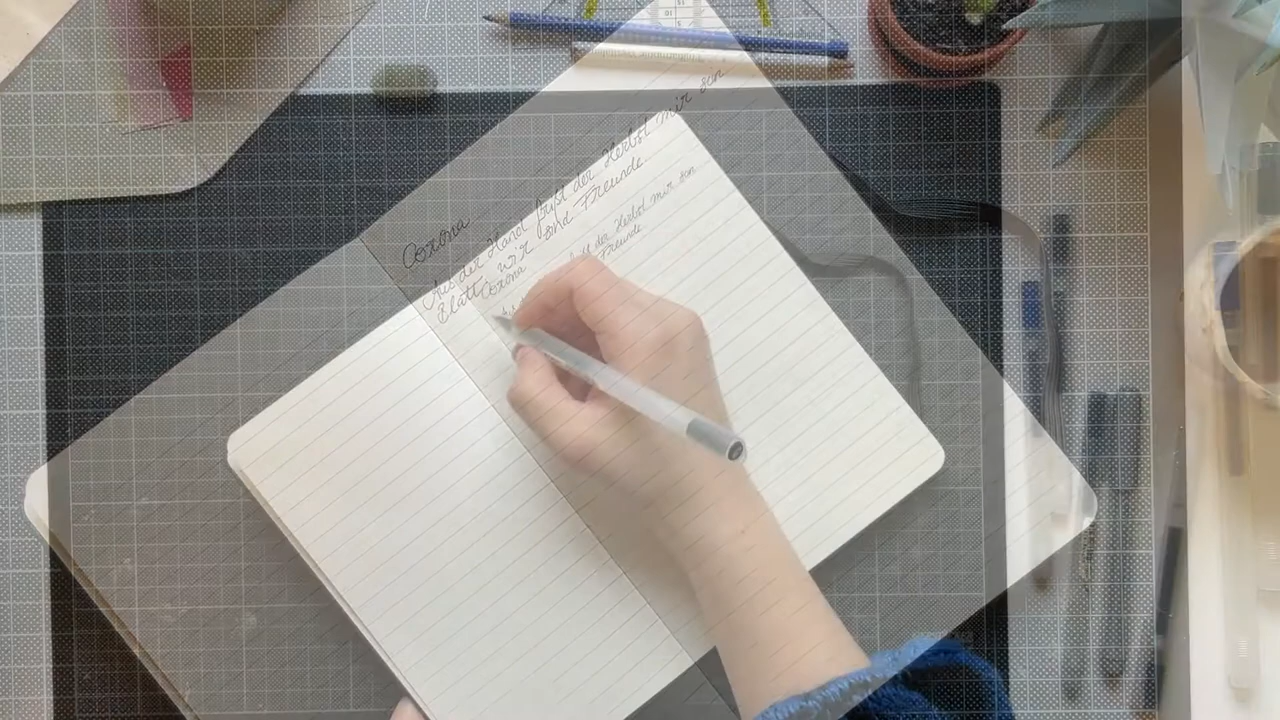 Corona
Aus der Hand frißt der Herbst mir sein
Blatt wir sind Freunde.
Corona
der Herbst mir sein
Freunde